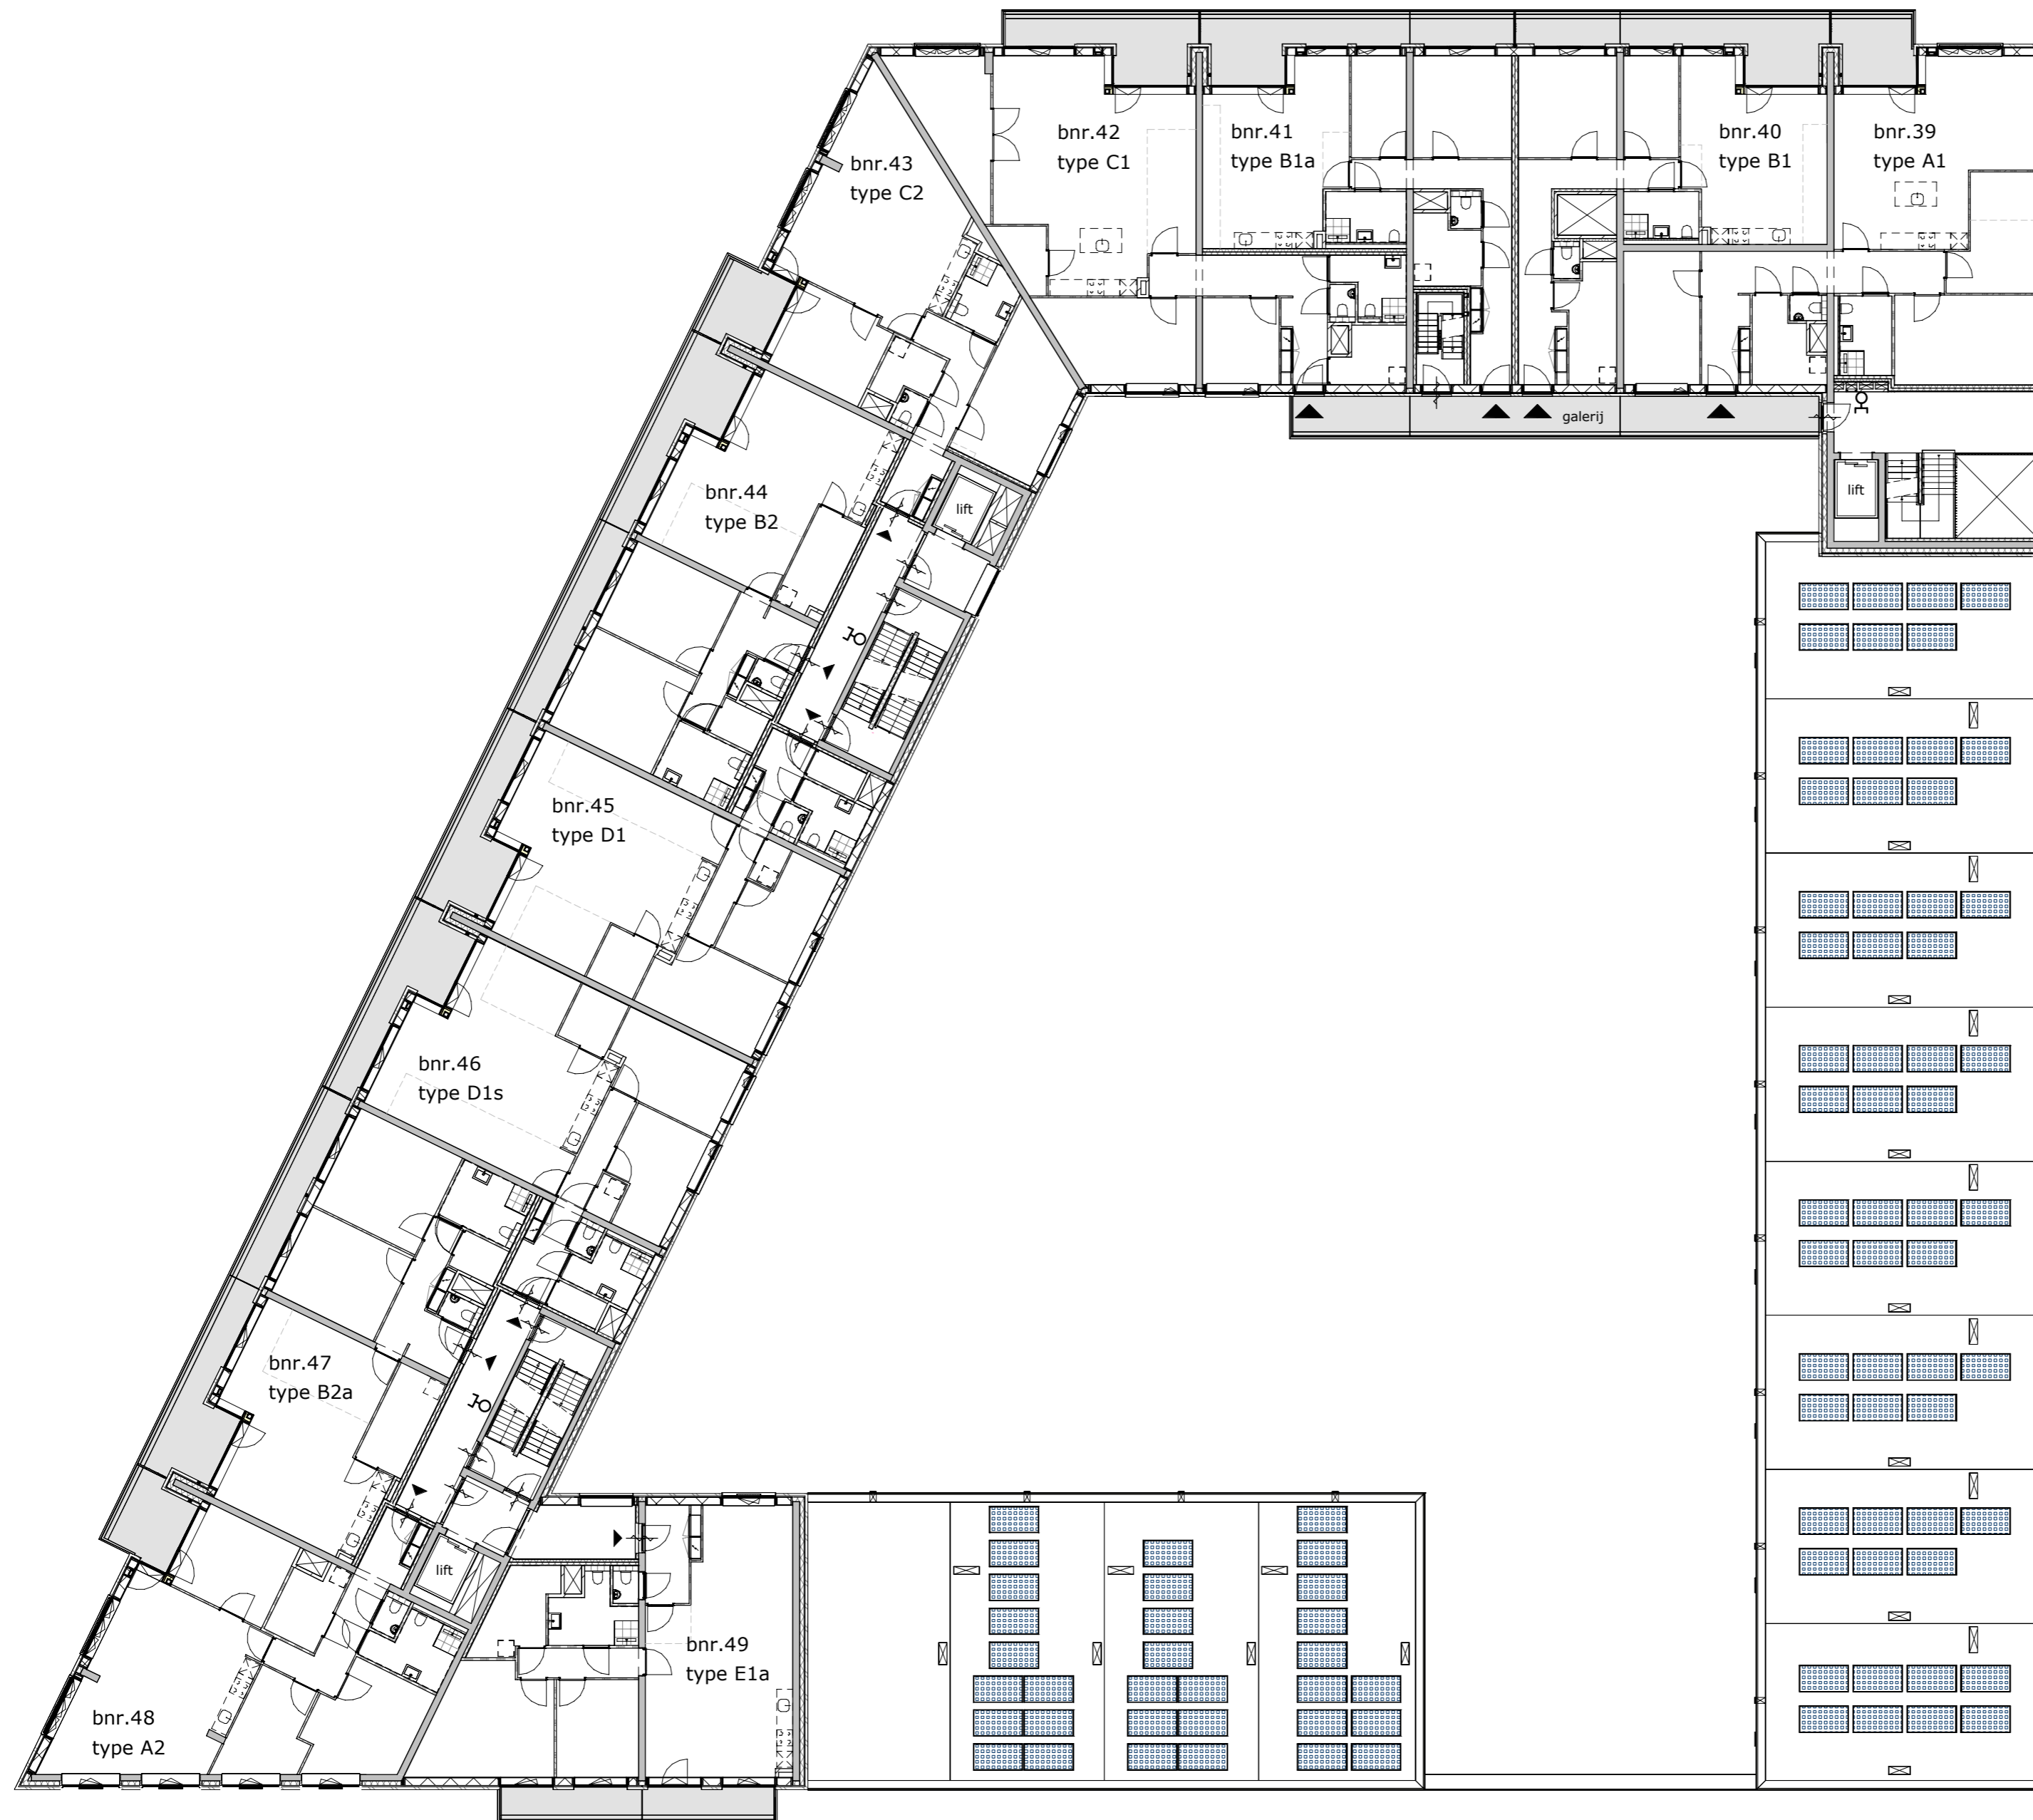 bnr.42
type C1
bnr.41
type B1a
bnr.40
type B1
bnr.39
type A1
bnr.43
type C2
galerij
lift
bnr.44
type B2
lift
bnr.45
type D1
bnr.46
type D1s
bnr.47
type B2a
lift
bnr.49
type E1a
bnr.48
type A2